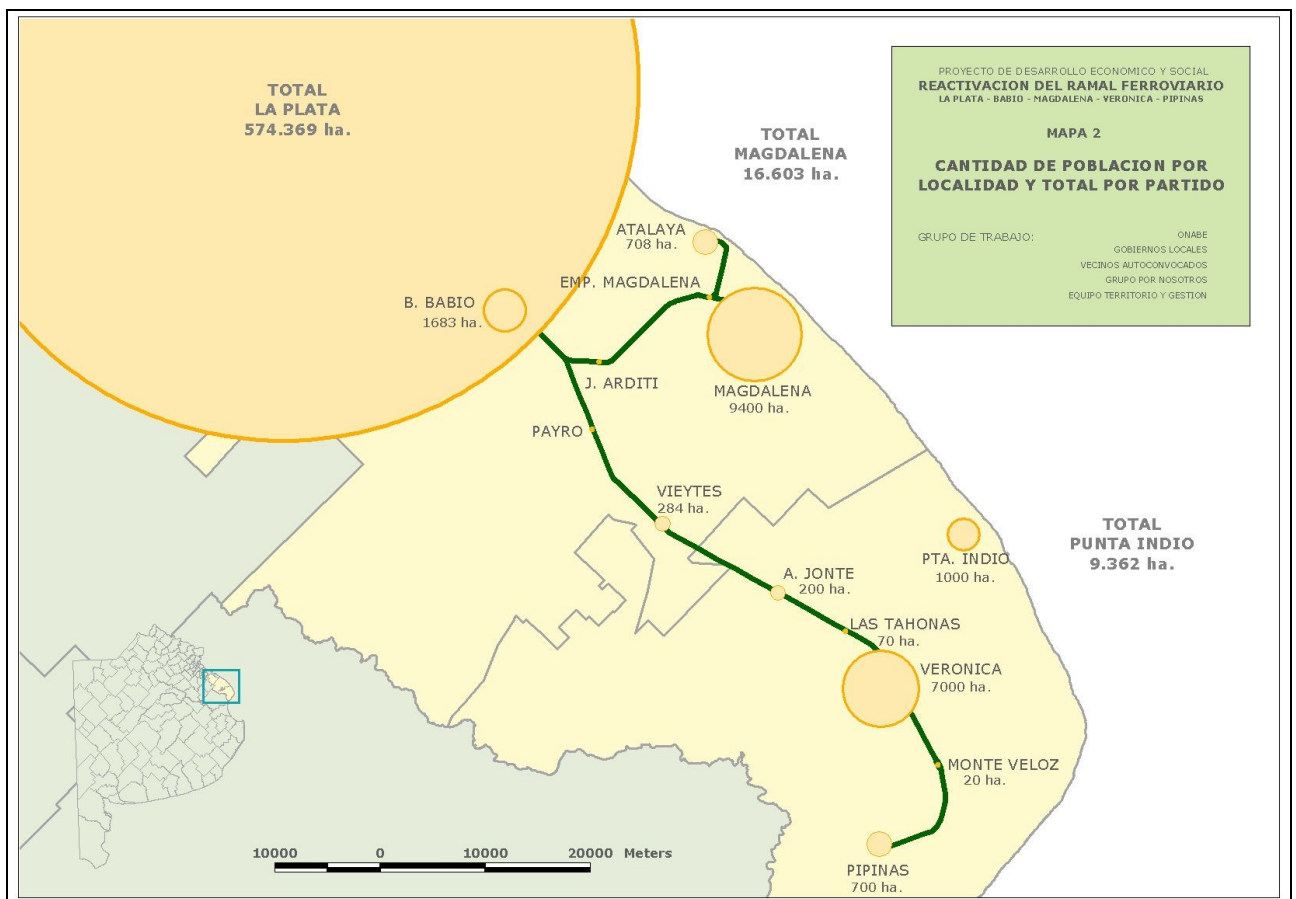 TOTAL
LA PLATA
574.369 ha.
TOTAL
MAGDALENA
16.603 ha.
PROYECTO DE DESARROLLO ECONOMICO Y SOCIAL
REACTIVACION DEL RAMAL FERROVIARIO
LA PLATA - BABIO - MAGDALENA - VERONICA - PIPINAS
MAPA 2
CANTIDAD DE POBLACION POR
LOCALIDAD Y TOTAL POR PARTIDO
GRUPO DE TRABAJO:
ONABE
GOBIERNOS LOCALES
VECINOS AUTOCONVOCADOS
GRUPO POR NOSOTROS
EQUIPO TERRITORIO Y GESTION
ATALAYA
708 ha.
EMP. MAGDALENA
B. BABIO
1683 ha.
J. ARDITI
MAGDALENA
9400 ha.
PAYRO
VIEYTES
284 ha.
TOTAL
PUNTA INDIO
9.362 ha.
PTA. INDIO
1000 ha.
A. JONTE
200 ha.
LAS TAHONAS
70 ha.
VERONICA
7000 ha.
MONTE VELOZ
20 ha.
PIPINAS
700 ha.
10000 0 10000 20000 Meters